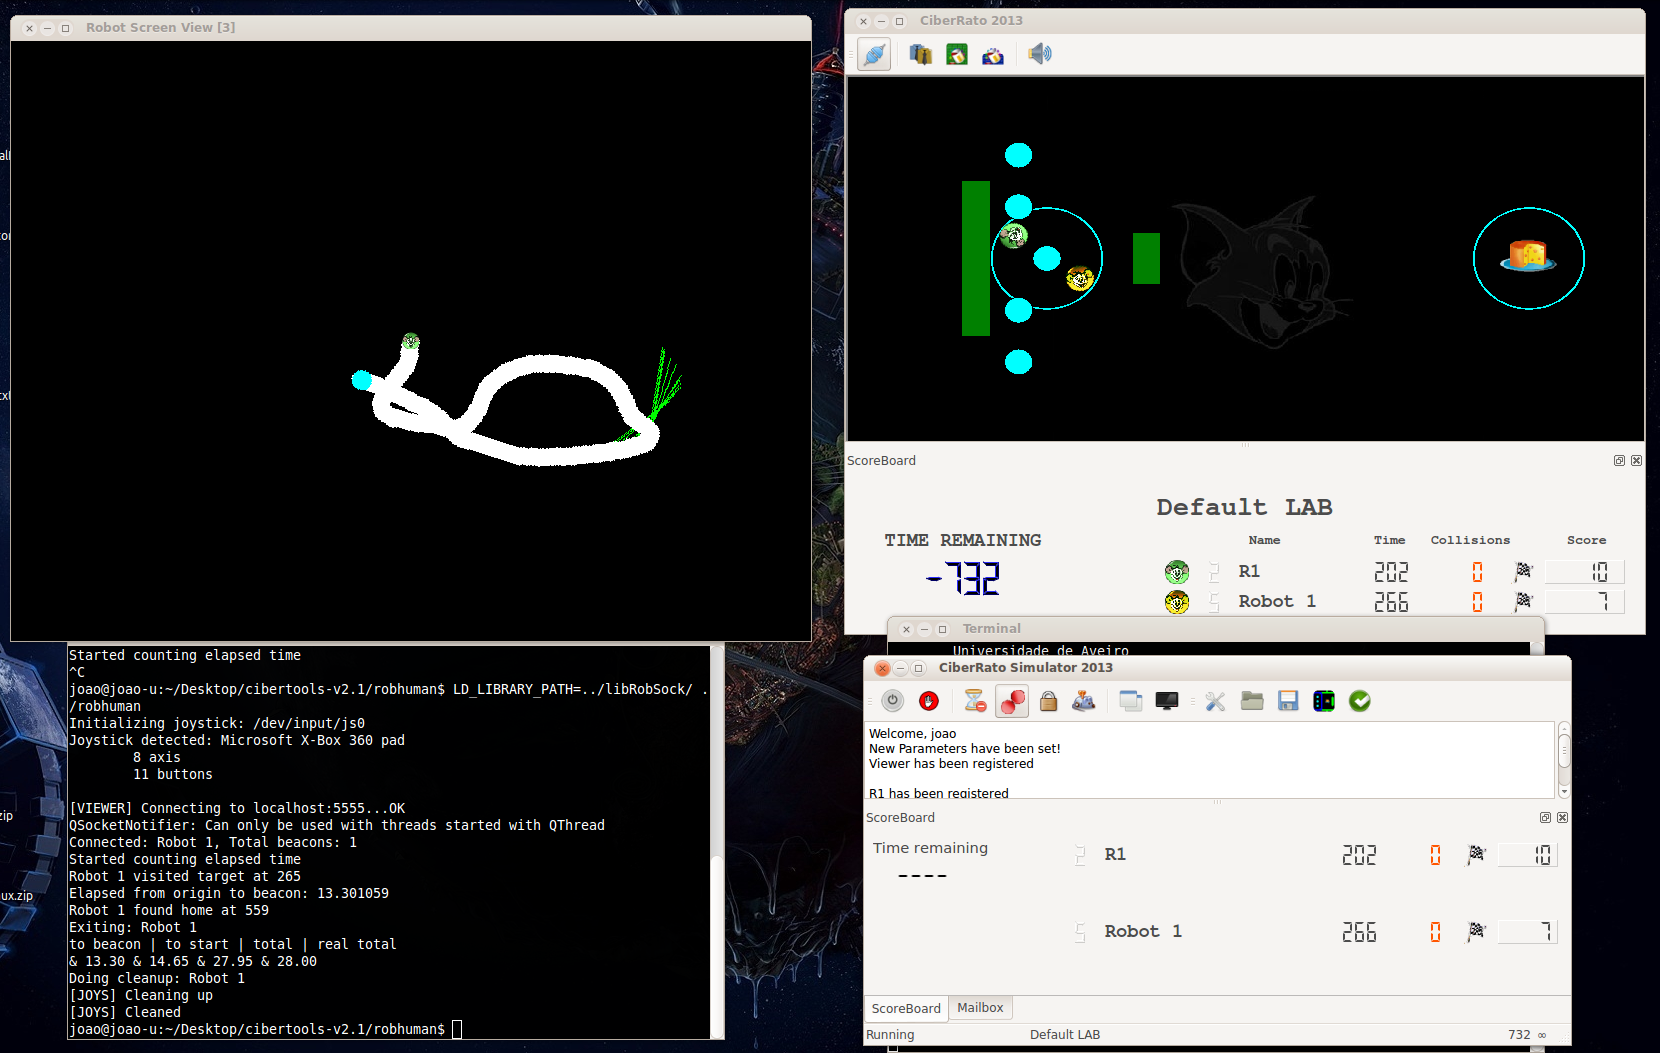 Robot Screen View [3]
CiberRato 2013
ScoreBoard
Default LAB
TIME REMAINING
Name Time Collisions Score
-732
2 R1 202 0 10
5 Robot 1 266 0 7
Started counting elapsed time
^C
joao@joao-u:~/Desktop/cibertools-v2.1/robhuman$ LD_LIBRARY_PATH=../libRobSock/ .
/robhuman
Initializing joystick: /dev/input/js0
Joystick detected: Microsoft X-Box 360 pad
8 axis
11 buttons
[VIEWER] Connecting to localhost:5555...OK
QSocketNotifier: Can only be used with threads started with QThread
Connected: Robot 1, Total beacons: 1
Started counting elapsed time
Robot 1 visited target at 265
Elapsed from origin to beacon: 13.301059
Robot 1 found home at 559
Exiting: Robot 1
to beacon | to start | total | real total
& 13.30 & 14.65 & 27.95 & 28.00
Doing cleanup: Robot 1
[JOYS] Cleaning up
[JOYS] Cleaned
joao@joao-u:~/Desktop/cibertools-v2.1/robhuman$
Terminal
Universidade de Aveiro
CiberRato Simulator 2013
Welcome, joao
New Parameters have been set!
Viewer has been registered
R1 has been registered
ScoreBoard
Time remaining
----
2 R1 202 0 10
5 Robot 1 266 0 7
ScoreBoard Mailbox
Running Default LAB 732 ∞
zip
ux.zip